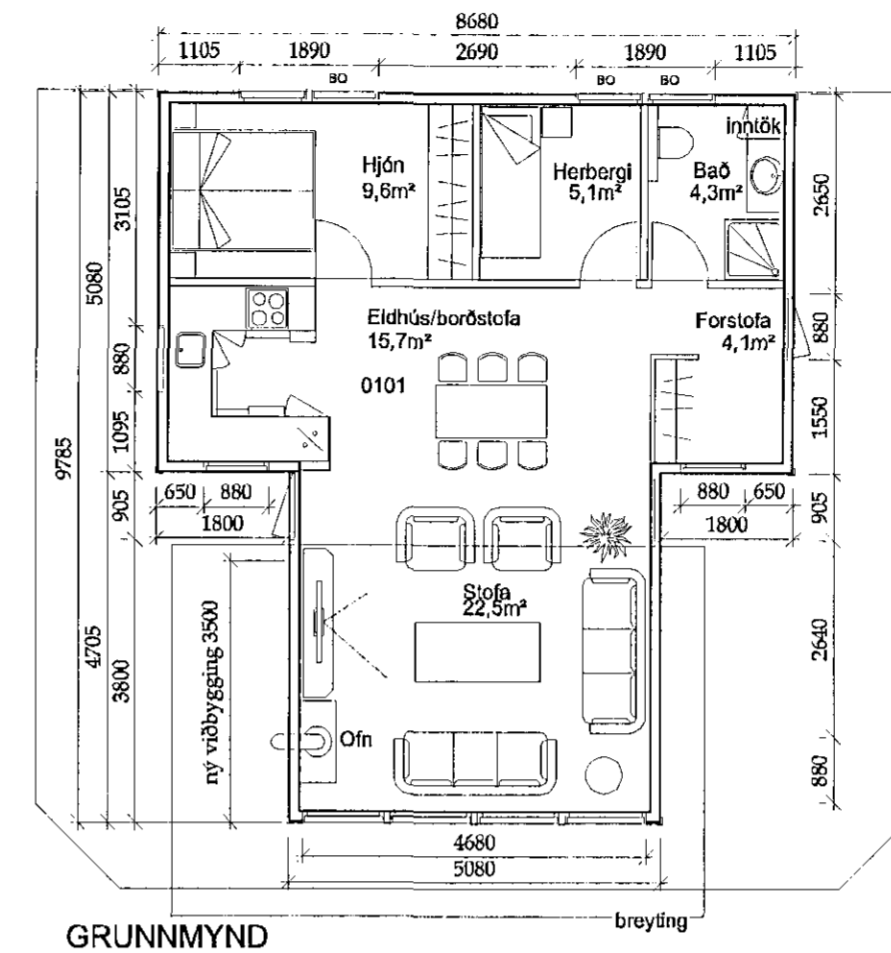 8680
1105 1890 2690 1890 1105
BO BO BO
inntök
Hjón
9,6m²
Herbergi
5,1m²
Bað
4,3m²
3105
5080
2650
Eldhús/borðstofa
15,7m²
Forstofa
4,1m²
880
880
0101
1095
1550
9785
650 880
880 650
905
905
1800
1800
Stofa
22,5m²
4705
3800
2640
ný viðbygging 3500
Ofn
880
4680
5080
breyting
GRUNNMYND